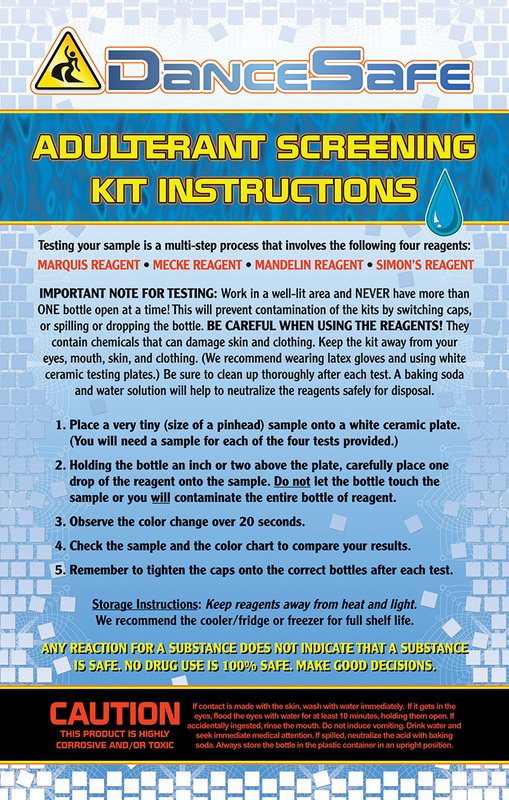 DanceSafe
ADULTERANT SCREENING
KIT INSTRUCTIONS
Testing your sample is a multi-step process that involves the following four reagents:
MARQUIS REAGENT • MECKE REAGENT • MANDELIN REAGENT • SIMON'S REAGENT
IMPORTANT NOTE FOR TESTING: Work in a well-lit area and NEVER have more than
ONE bottle open at a time! This will prevent contamination of the kits by switching caps,
or spilling or dropping the bottle. BE CAREFUL WHEN USING THE REAGENTS! They
contain chemicals that can damage skin and clothing. Keep the kit away from your
eyes, mouth, skin, and clothing. (We recommend wearing latex gloves and using white
ceramic testing plates.) Be sure to clean up thoroughly after each test. A baking soda
and water solution will help to neutralize the reagents safely for disposal.
1. Place a very tiny (size of a pinhead) sample onto a white ceramic plate.
(You will need a sample for each of the four tests provided.)
2. Holding the bottle an inch or two above the plate, carefully place one
drop of the reagent onto the sample. Do not let the bottle touch the
sample or you will contaminate the entire bottle of reagent.
3. Observe the color change over 20 seconds.
4. Check the sample and the color chart to compare your results.
5. Remember to tighten the caps onto the correct bottles after each test.
Storage Instructions: Keep reagents away from heat and light.
We recommend the cooler/fridge or freezer for full shelf life.
ANY REACTION FOR A SUBSTANCE DOES NOT INDICATE THAT A SUBSTANCE
IS SAFE. NO DRUG USE IS 100% SAFE. MAKE GOOD DECISIONS.
CAUTION
THIS PRODUCT IS HIGHLY
CORROSIVE AND/OR TOXIC
If contact is made with the skin, wash with water immediately. If it gets in the
eyes, flood the eyes with water for at least 10 minutes, holding them open. If
accidentally ingested, rinse the mouth. Do not induce vomiting. Drink water and
seek immediate medical attention. If spilled, neutralize the acid with baking
soda. Always store the bottle in the plastic container in an upright position.